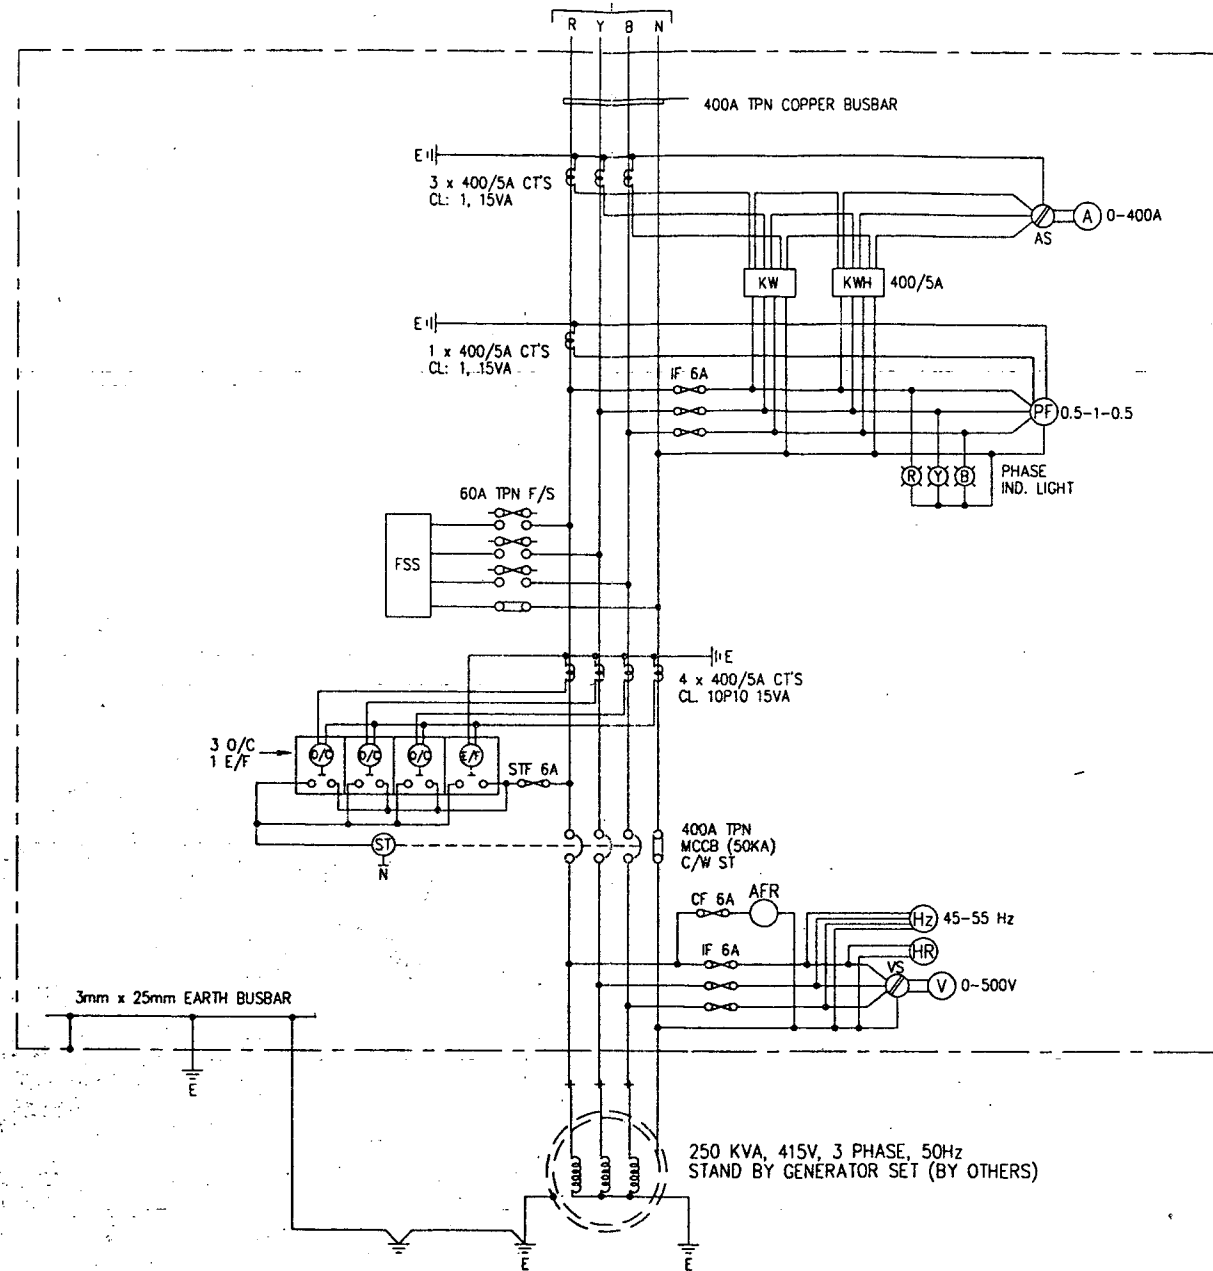 R Y B N
400A TPN COPPER BUSBAR
E
3 x 400/5A CT'S
CL: 1, 15VA
A 0-400A
AS
KW
KWH 400/5A
E
1 x 400/5A CT'S
CL: 1, 15VA
IF 6A
PF 0.5-1-0.5
R Y B
PHASE
IND. LIGHT
60A TPN F/S
FSS
E
4 x 400/5A CT'S
CL. 10P10 15VA
3 O/C
1 E/F
O/C O/C O/C E/F
STF 6A
ST
N
400A TPN
MCCB (50KA)
C/W ST
CF 6A AFR
Hz 45-55 Hz
IF 6A
HR
VS
V 0-500V
3mm x 25mm EARTH BUSBAR
E
250 KVA, 415V, 3 PHASE, 50Hz
STAND BY GENERATOR SET (BY OTHERS)
E
E